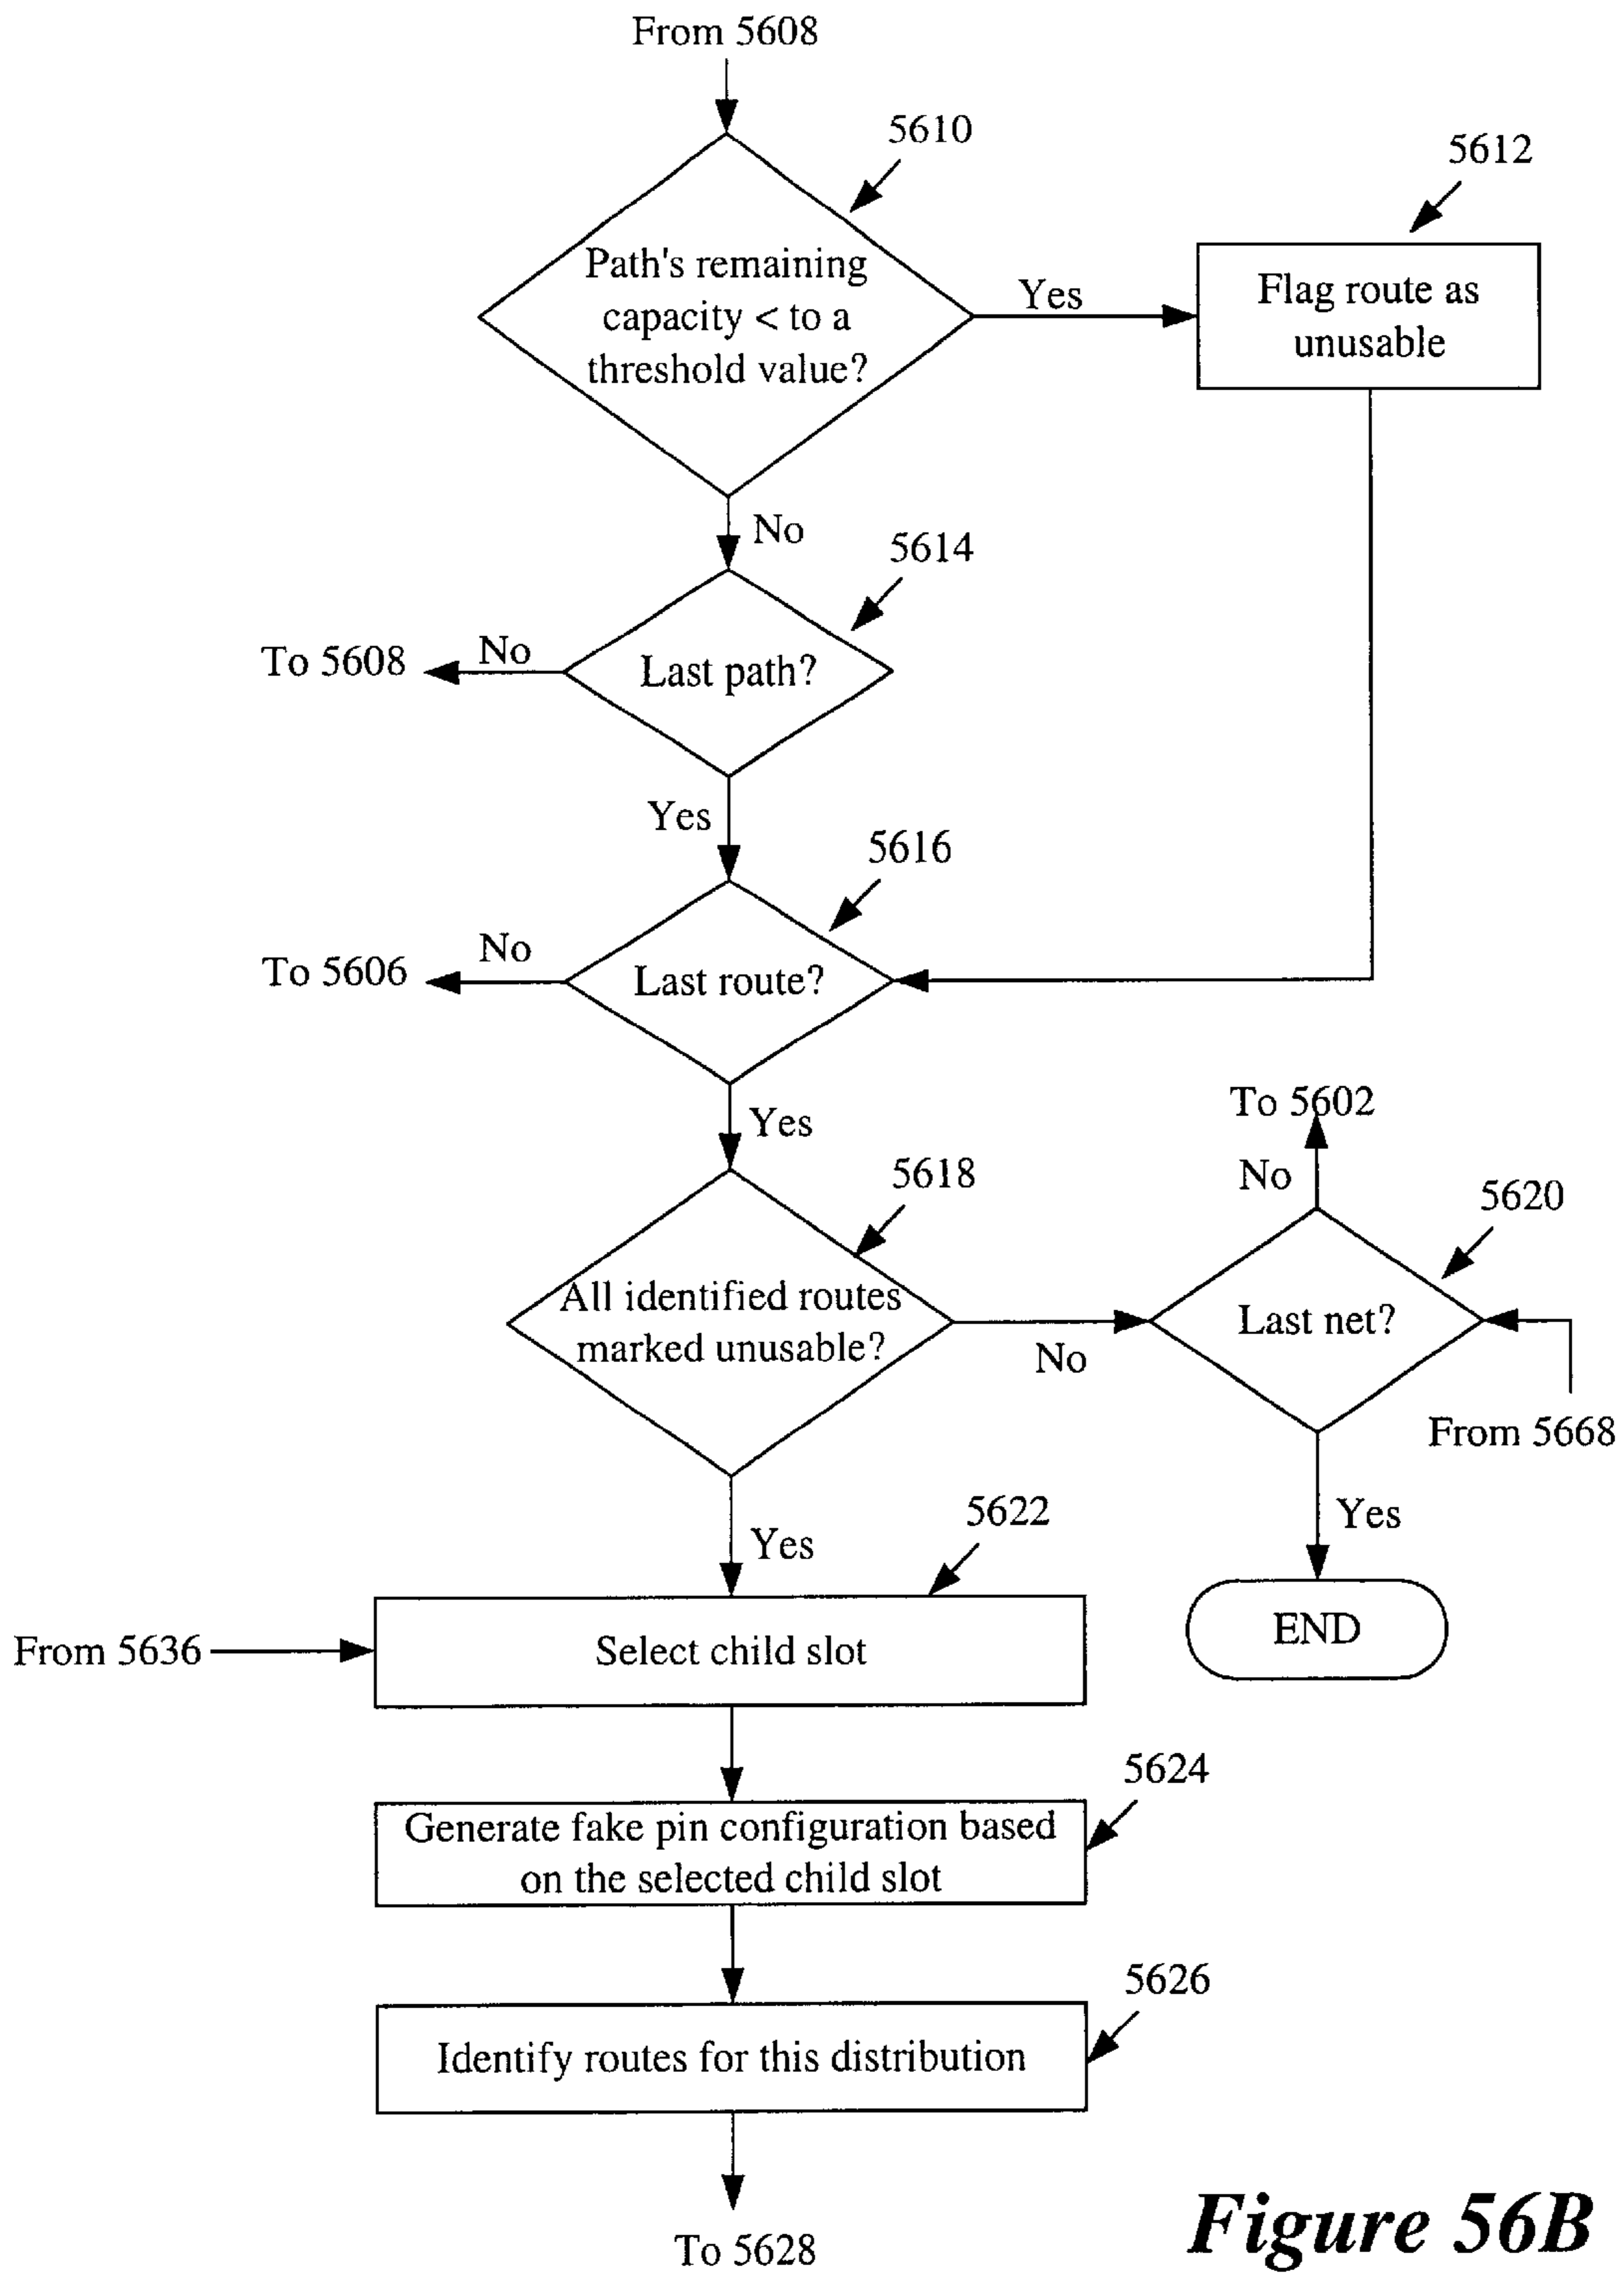 From 5608
5610
5612
Path's remaining
capacity < to a
threshold value?
Yes
Flag route as
unusable
No
5614
To 5608
No
Last path?
Yes
5616
To 5606
No
Last route?
Yes
To 5602
No
5618
5620
All identified routes
marked unusable?
No
Last net?
From 5668
Yes
Yes
5622
From 5636
Select child slot
END
5624
Generate fake pin configuration based
on the selected child slot
5626
Identify routes for this distribution
To 5628
Figure 56B